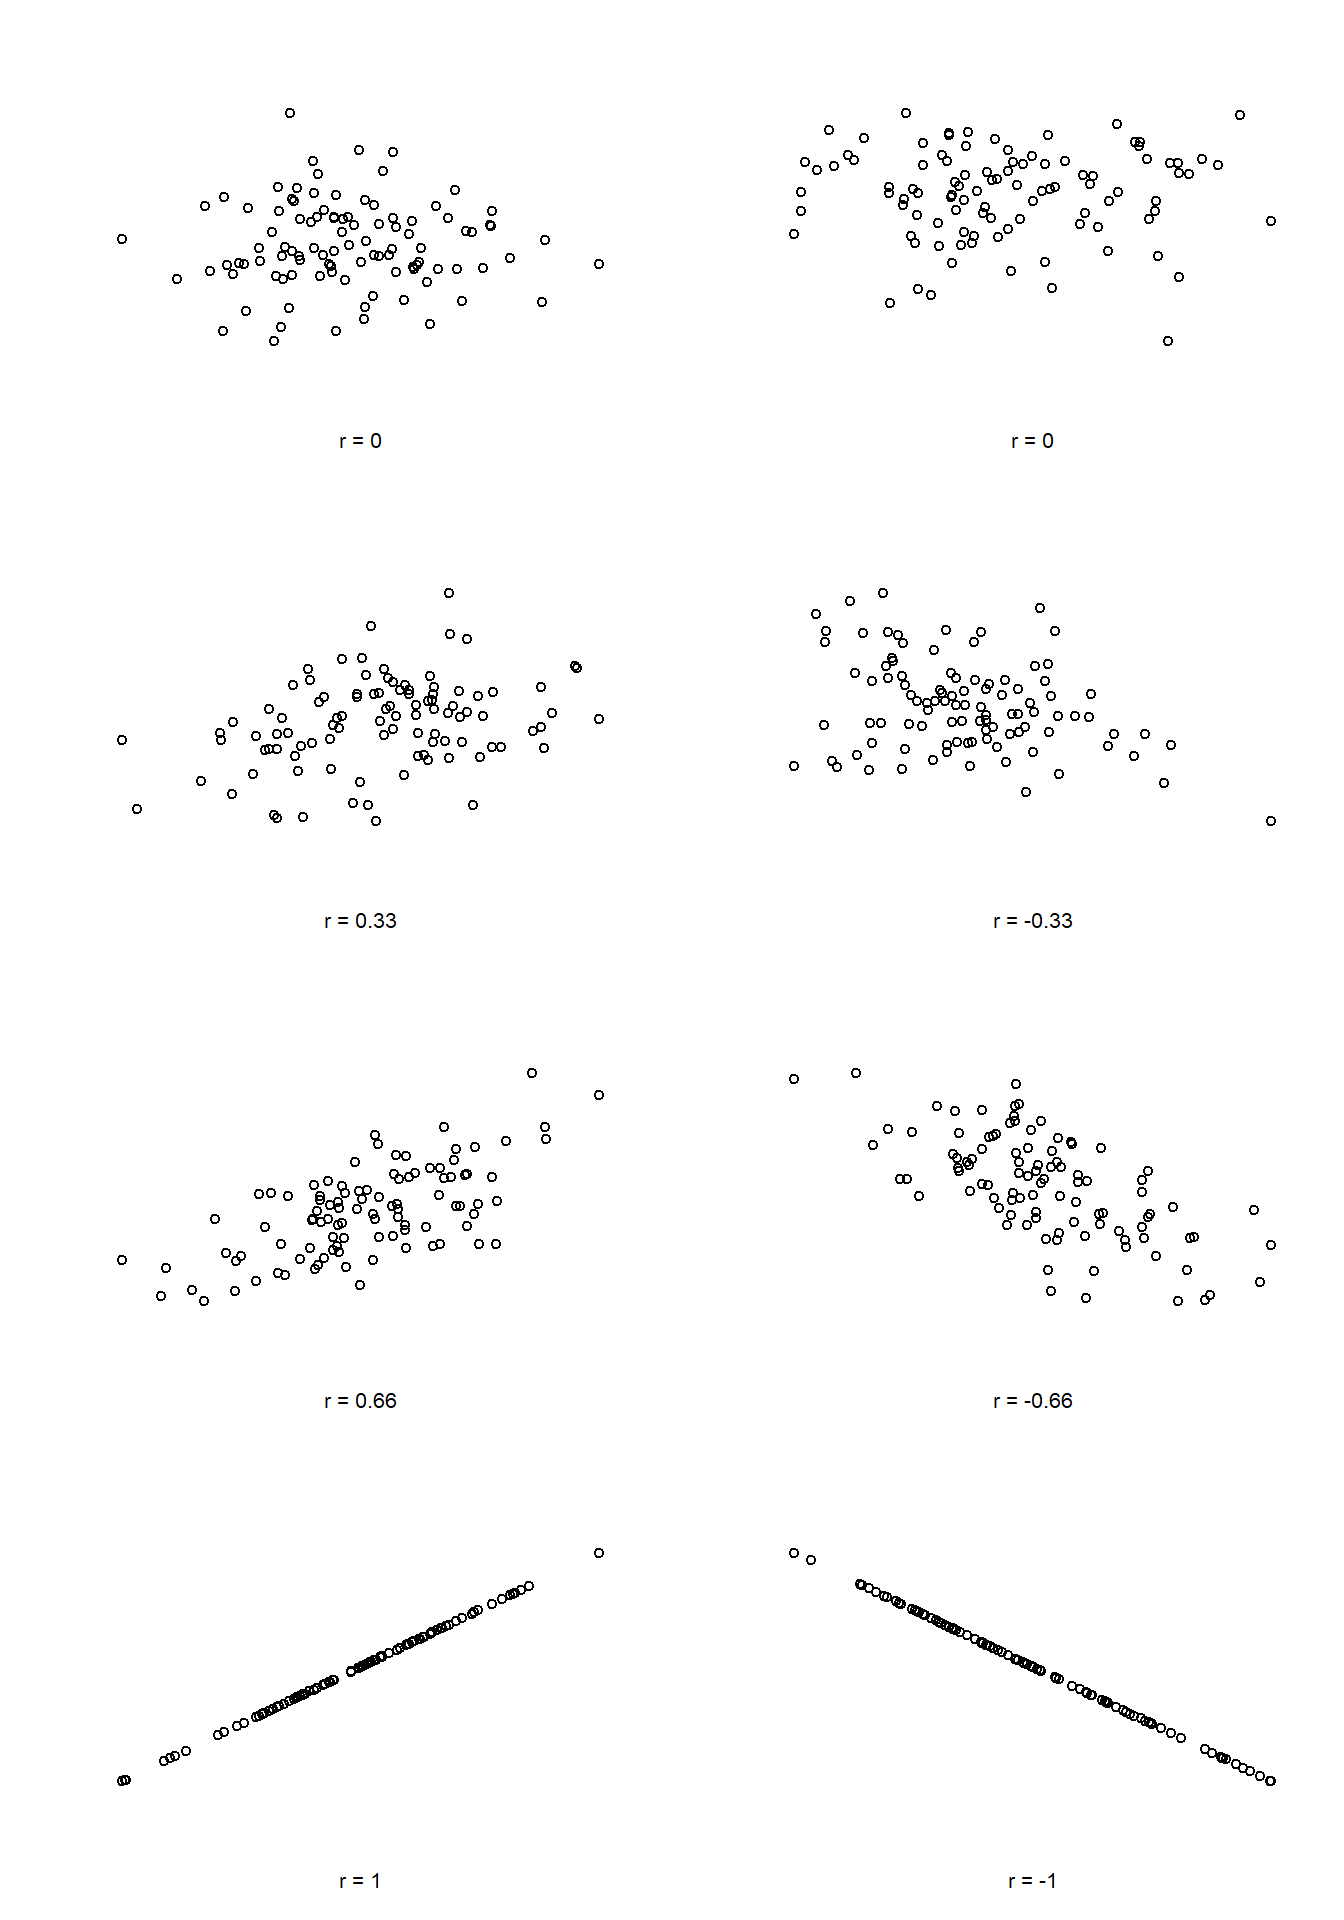 r = 0
r = 0
r = 0.33
r = -0.33
r = 0.66
r = -0.66
r = 1
r = -1